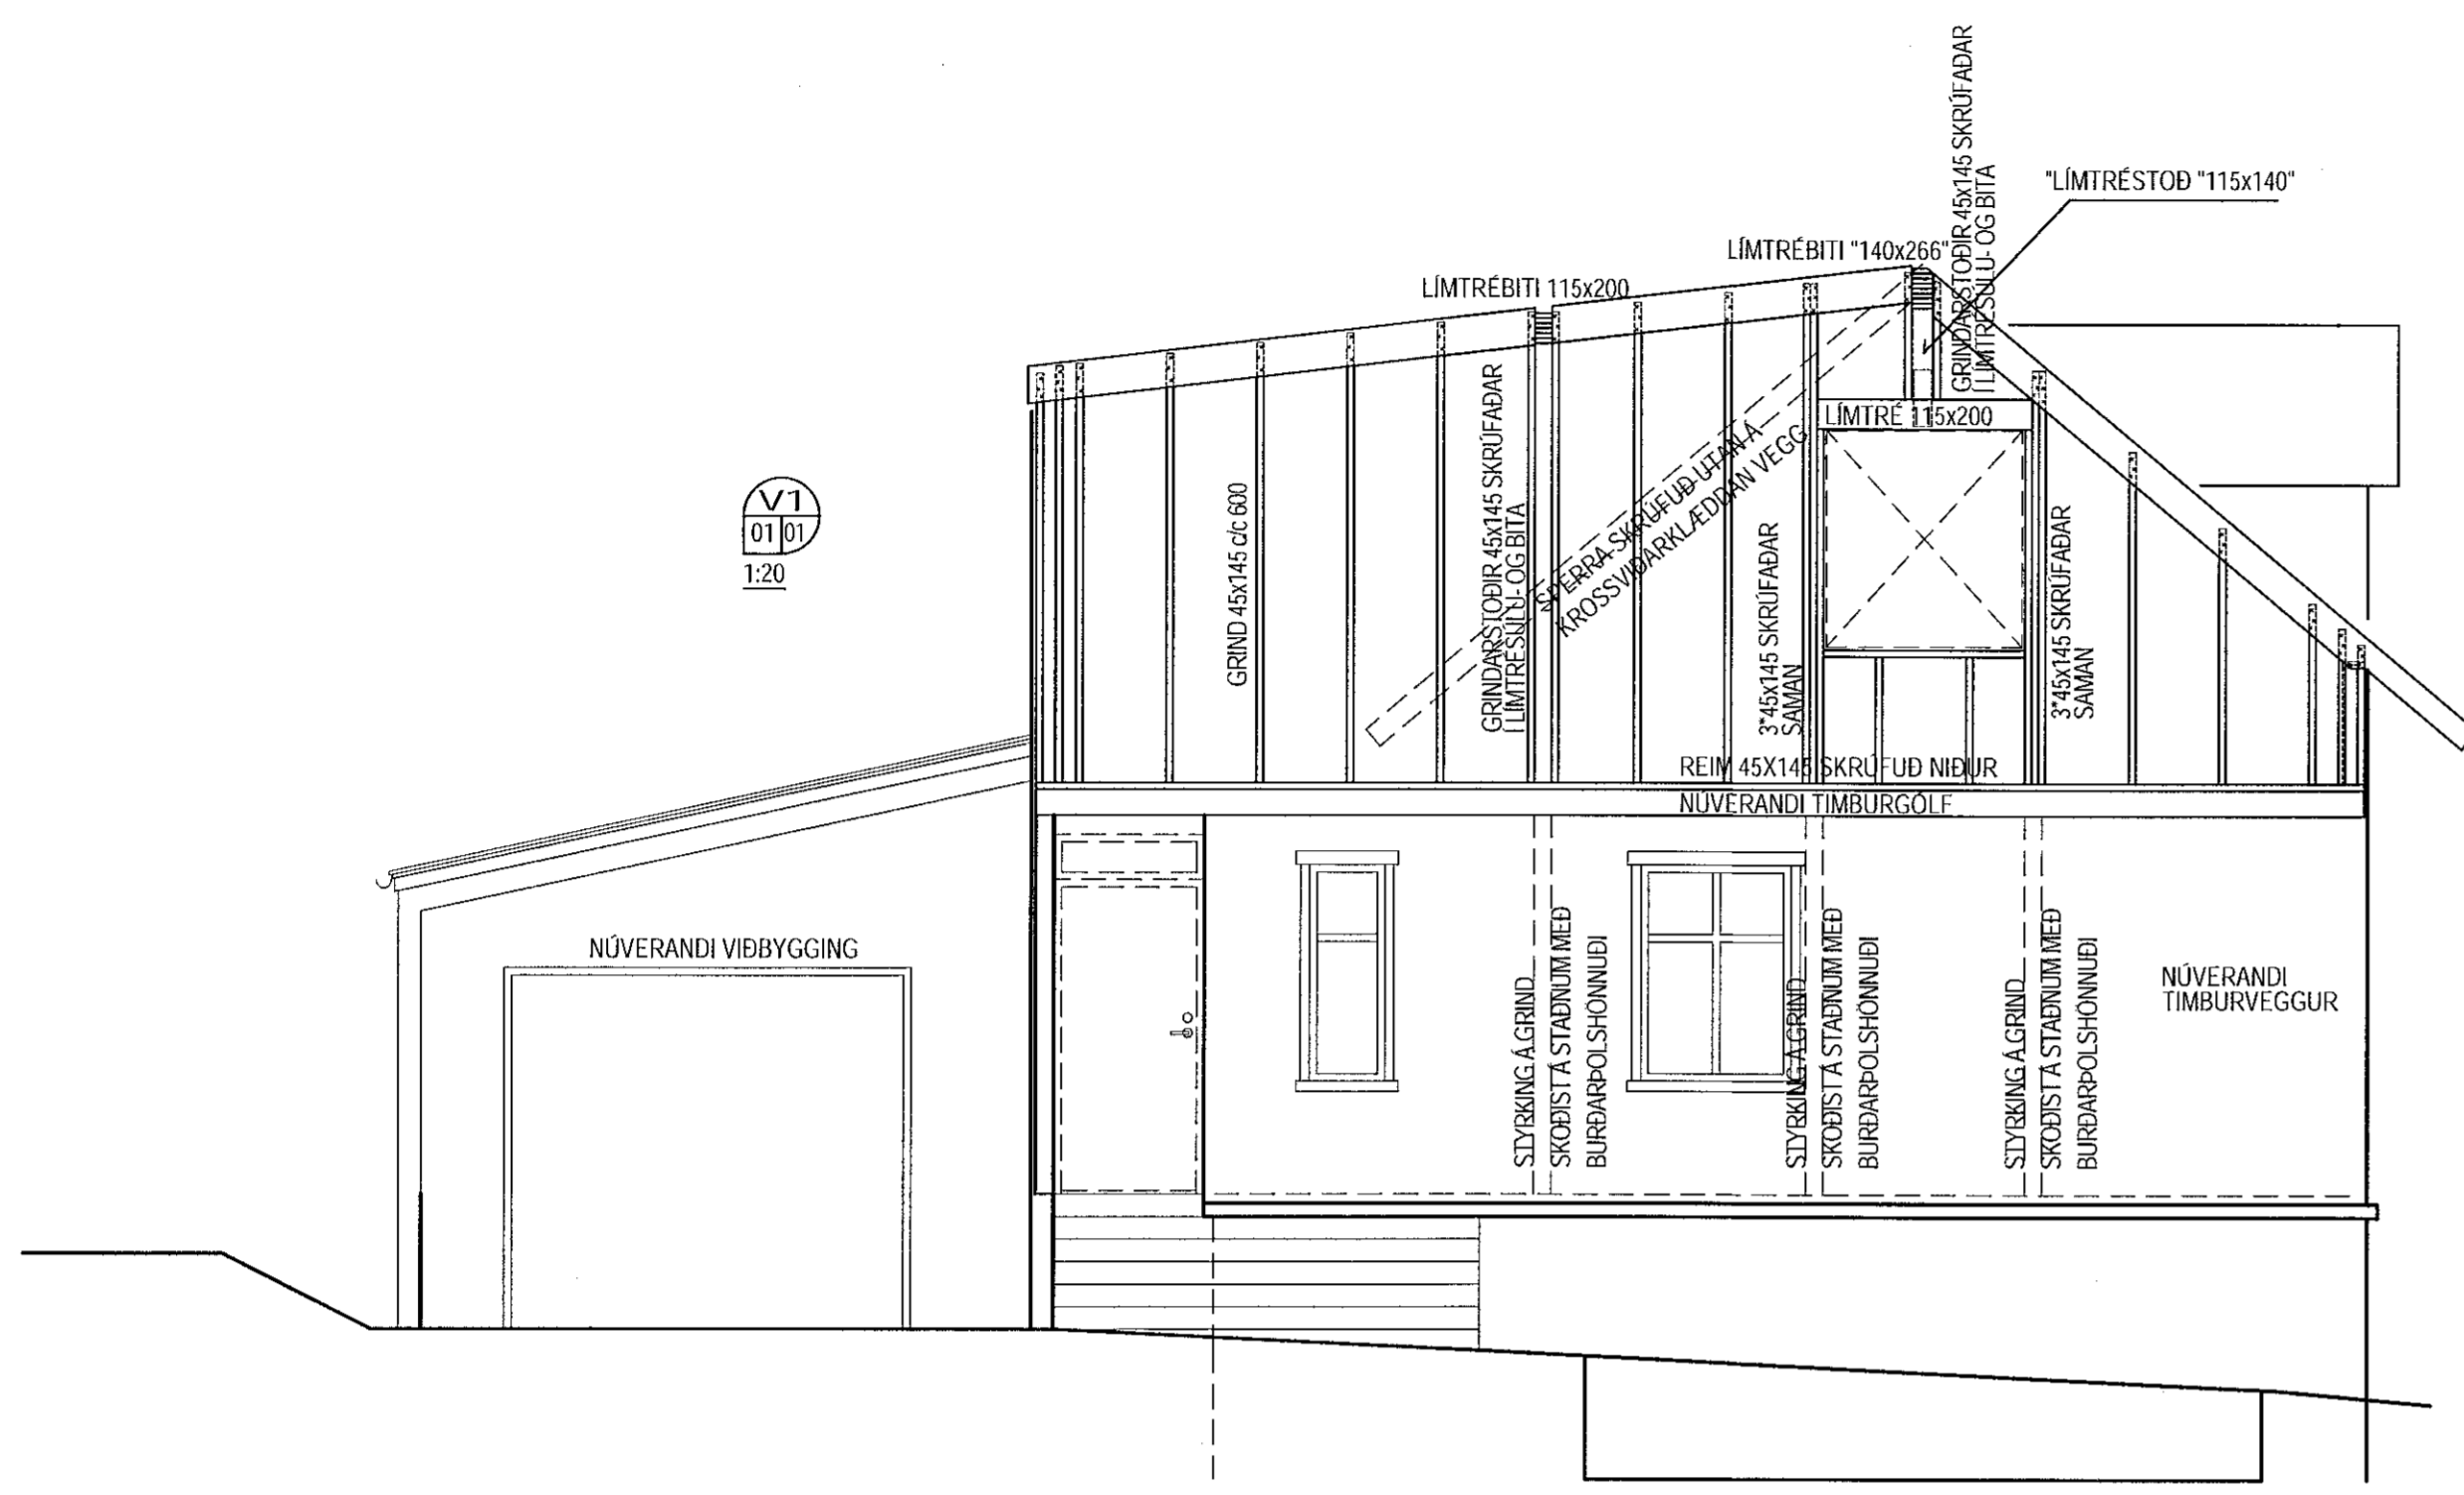 GRINDARSTOÐIR 45x145 SKRÚFAÐAR
Í LÍMTRÉSÚLU- OG BITA
"LÍMTRÉSTOÐ "115x140"
LÍMTRÉBITI "140x266"
LÍMTRÉBITI 115x200
LÍMTRÉ 115x200
V1
01 01
1:20
GRIND 45x145 c/c 600
GRINDARSTOÐIR 45x145 SKRÚFAÐAR
Í LÍMTRÉSÚLU- OG BITA
SPERRA SKRÚFUÐ UTAN Á
KROSSVIÐARKLÆDDAN VEGG
3*45x145 SKRÚFAÐAR
SAMAN
3*45x145 SKRÚFAÐAR
SAMAN
REIM 45X145 SKRÚFUÐ NIÐUR
NÚVERANDI TIMBURGÓLF
NÚVERANDI VIÐBYGGING
STYRKING Á GRIND
SKOÐIST Á STAÐNUM MEÐ
BURÐARÞOLSHÖNNUÐI
STYRKING Á GRIND
SKOÐIST Á STAÐNUM MEÐ
BURÐARÞOLSHÖNNUÐI
STYRKING Á GRIND
SKOÐIST Á STAÐNUM MEÐ
BURÐARÞOLSHÖNNUÐI
NÚVERANDI
TIMBURVEGGUR